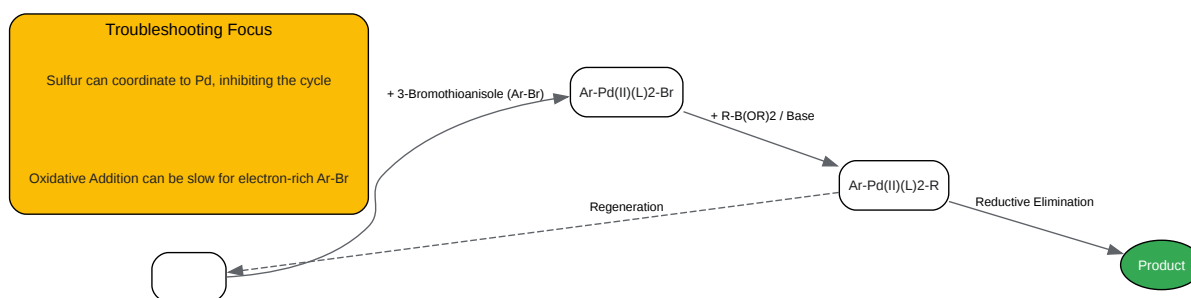 Troubleshooting Focus
Sulfur can coordinate to Pd, inhibiting the cycle
Oxidative Addition can be slow for electron-rich Ar-Br
+ 3-Bromothioanisole (Ar-Br)
Ar-Pd(II)(L)2-Br
+ R-B(OR)2 / Base
Ar-Pd(II)(L)2-R
Regeneration
Reductive Elimination
Product